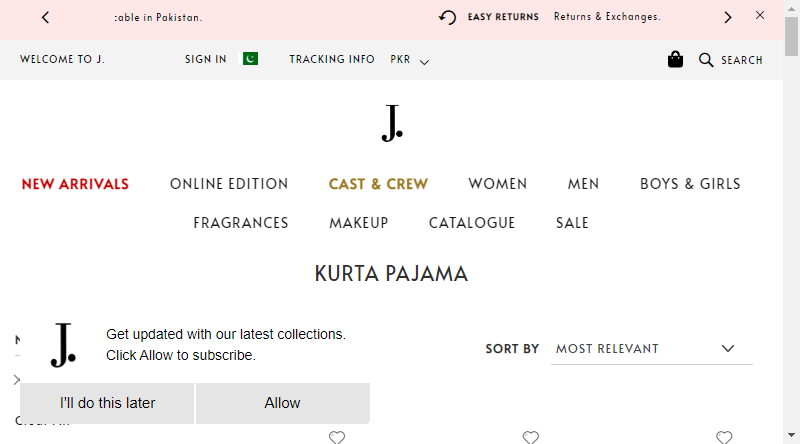 in Pakistan.
EASY RETURNS Returns & Exchanges.
WELCOME TO J. SIGN IN TRACKING INFO PKR SEARCH
J.
NEW ARRIVALS ONLINE EDITION CAST & CREW WOMEN MEN BOYS & GIRLS
FRAGRANCES MAKEUP CATALOGUE SALE
KURTA PAJAMA
J.
Get updated with our latest collections.
Click Allow to subscribe.
SORT BY MOST RELEVANT
I'll do this later Allow